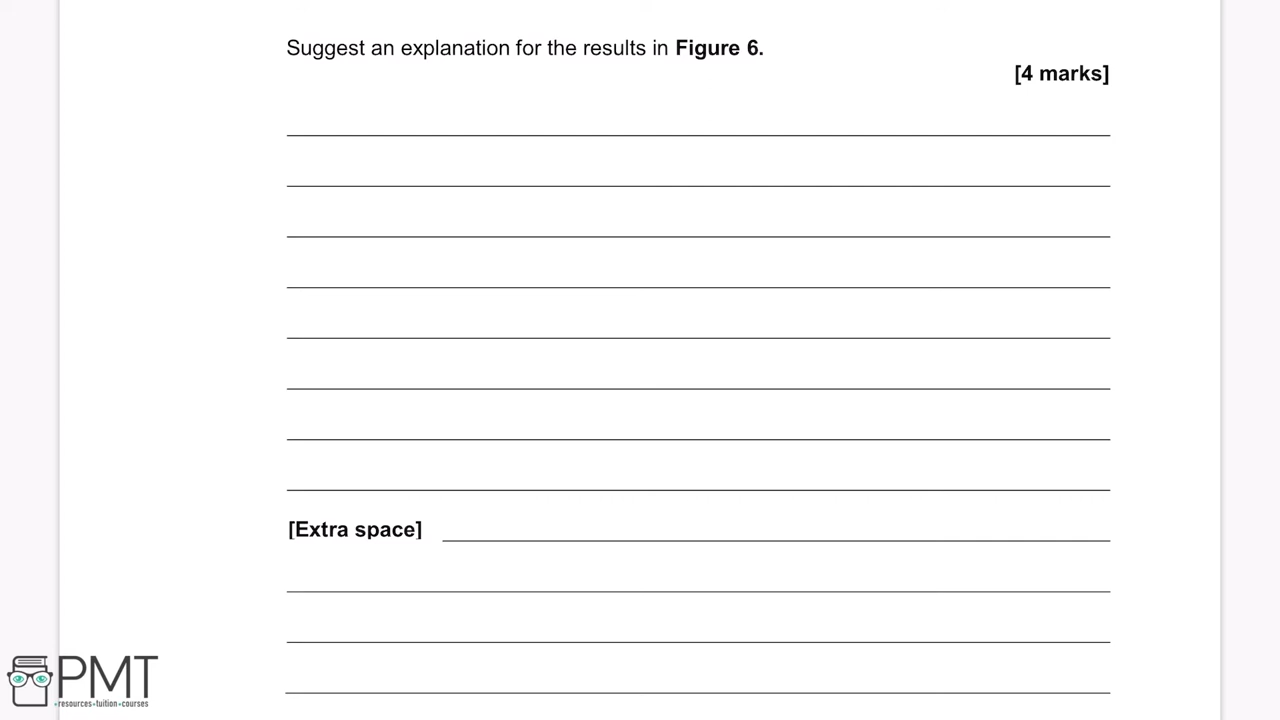 Suggest an explanation for the results in Figure 6.
[4 marks]
[Extra space]
PMT
•resources•tuition•courses